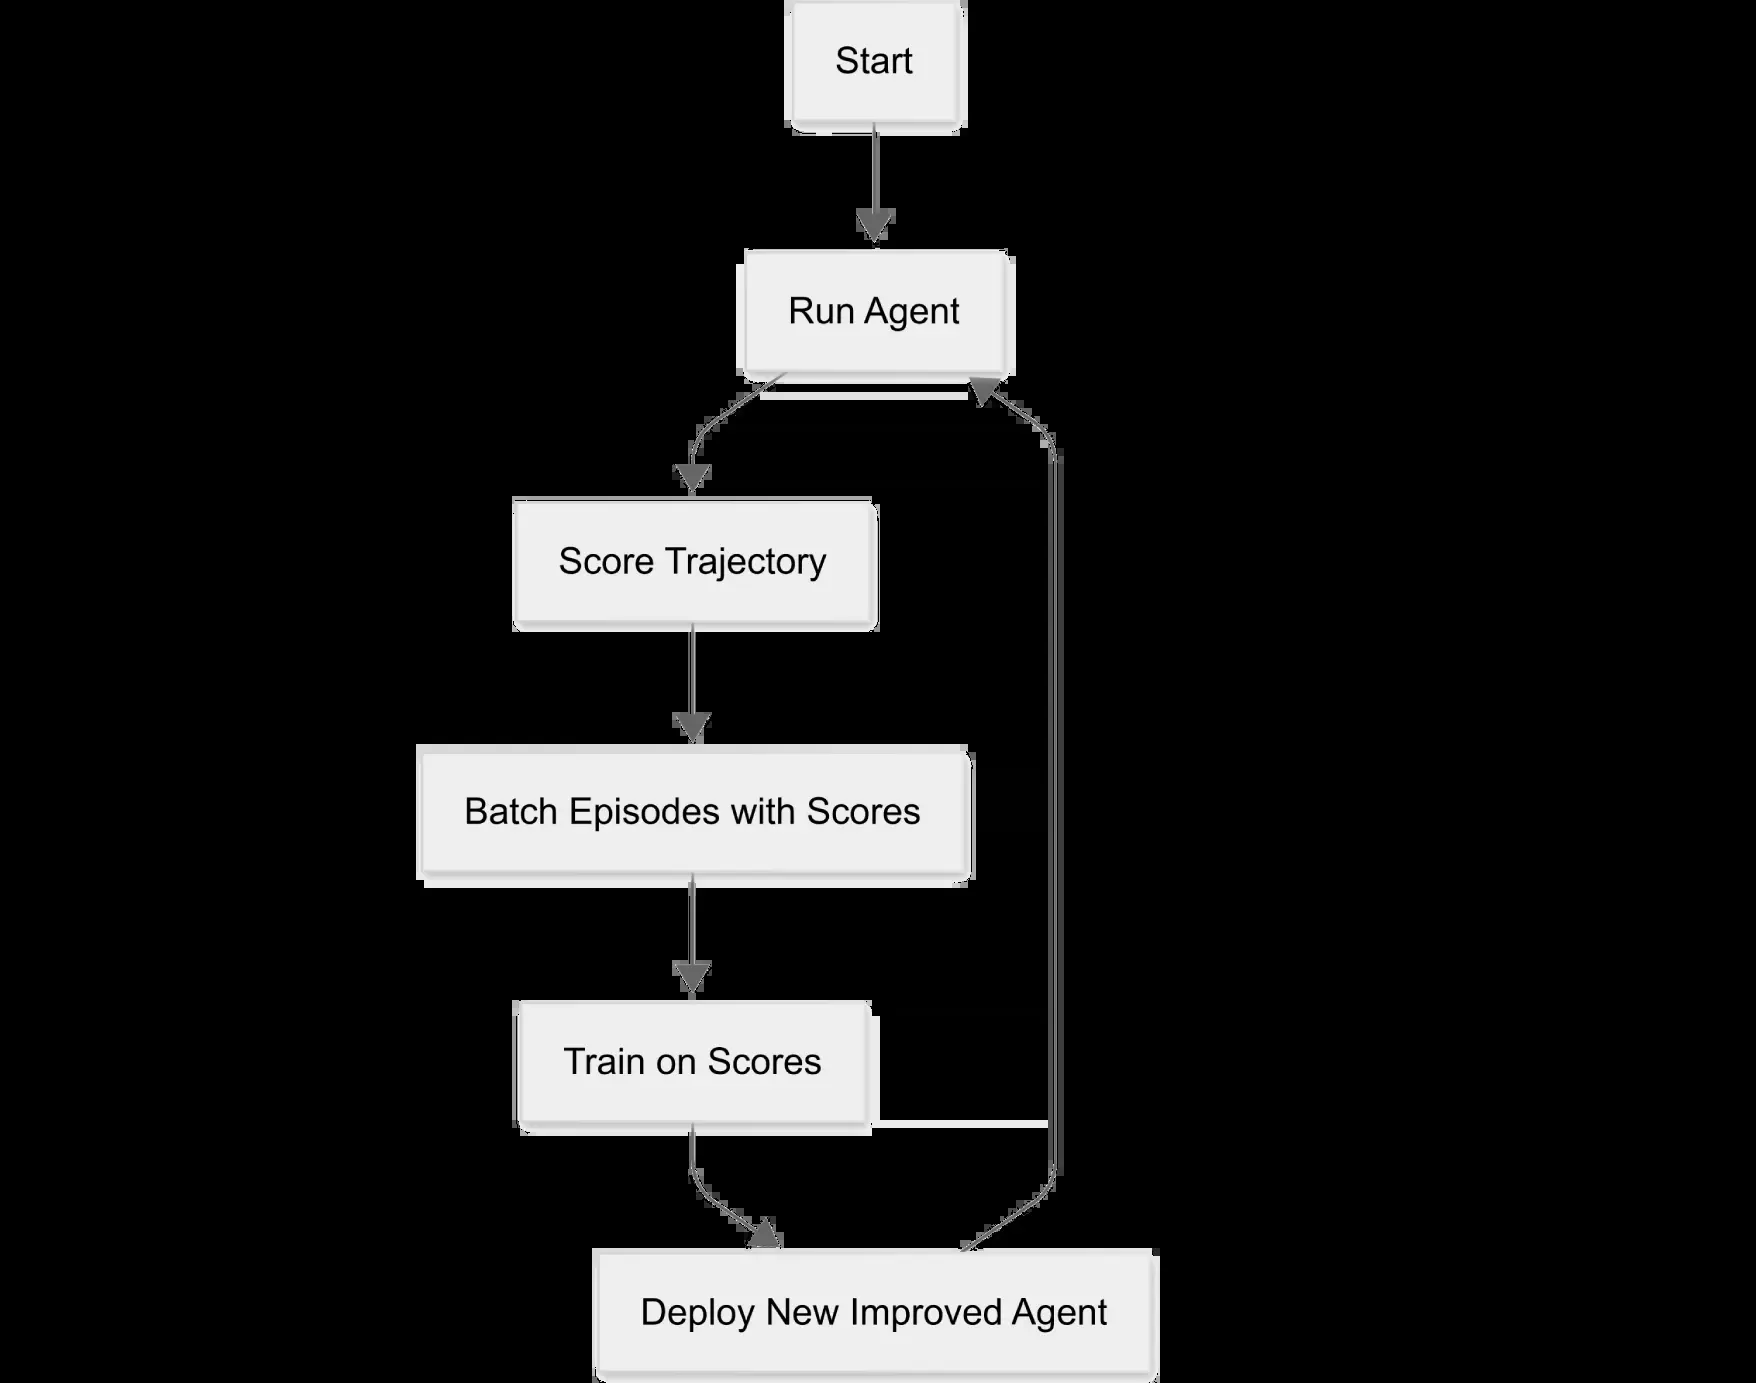 Start
Run Agent
Score Trajectory
Batch Episodes with Scores
Train on Scores
Deploy New Improved Agent